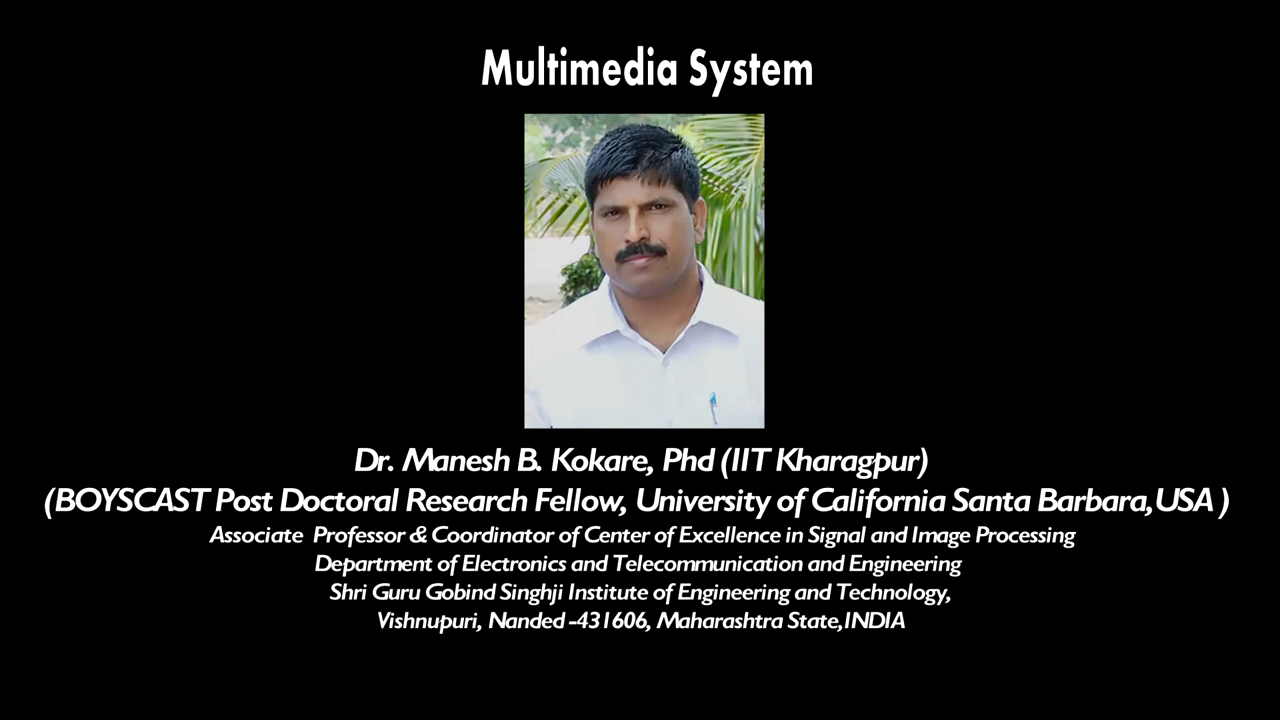 Multimedia System
Dr. Manesh B. Kokare, Phd (IIT Kharagpur)
(BOYSCAST Post Doctoral Research Fellow, University of California Santa Barbara,USA )
Associate Professor & Coordinator of Center of Excellence in Signal and Image Processing
Department of Electronics and Telecommunication and Engineering
Shri Guru Gobind Singhji Institute of Engineering and Technology,
Vishnupuri, Nanded -431606, Maharashtra State,INDIA